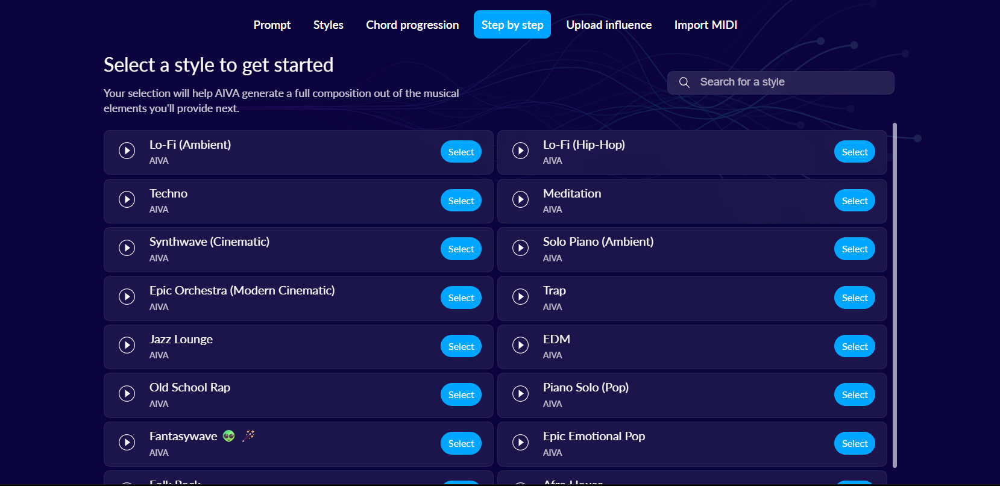 Prompt
Styles
Chord progression
Step by step
Upload influence
Import MIDI
Select a style to get started
Your selection will help AIVA generate a full composition out of the musical
elements you'll provide next.
Search for a style
Lo-Fi (Ambient)
AIVA
Select
Lo-Fi (Hip-Hop)
AIVA
Select
Techno
AIVA
Select
Meditation
AIVA
Select
Synthwave (Cinematic)
AIVA
Select
Solo Piano (Ambient)
AIVA
Select
Epic Orchestra (Modern Cinematic)
AIVA
Select
Trap
AIVA
Select
Jazz Lounge
AIVA
Select
EDM
AIVA
Select
Old School Rap
AIVA
Select
Piano Solo (Pop)
AIVA
Select
Fantasywave 👽 🪄
AIVA
Select
Epic Emotional Pop
AIVA
Select
Folk Rock
Afro House